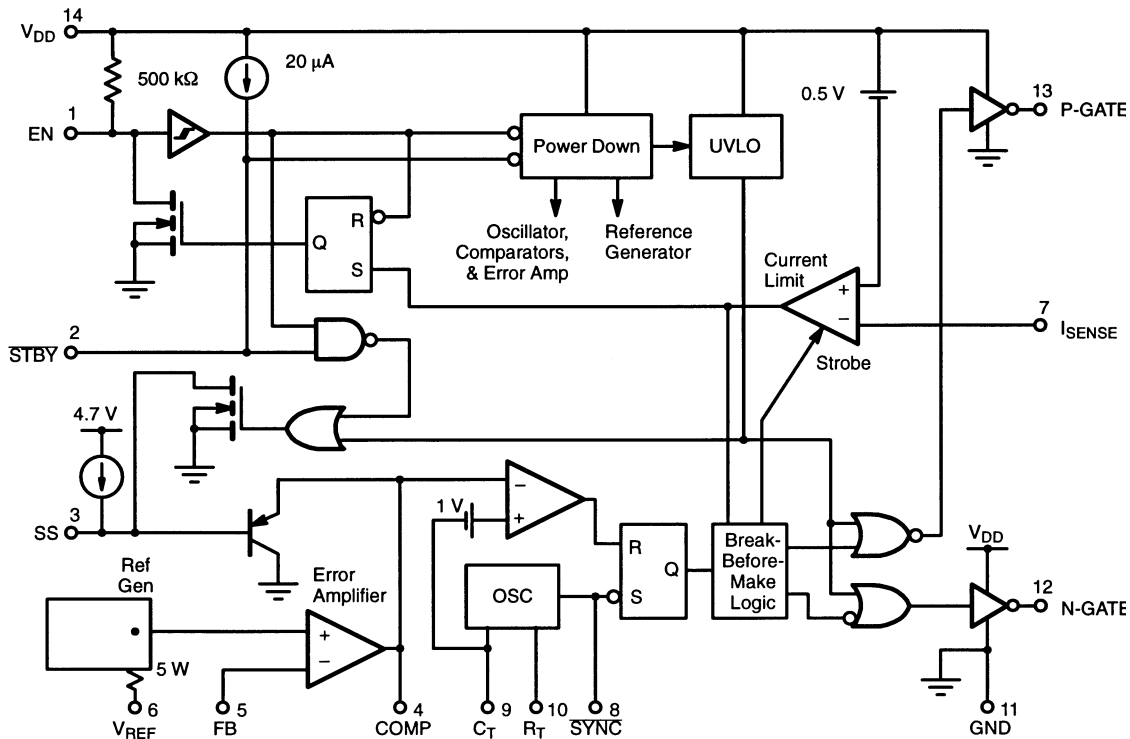 14
V_DD
500 kΩ
20 µA
0.5 V
13
P-GATE
1
EN
Power Down
UVLO
Oscillator,
Comparators,
& Error Amp
Reference
Generator
R
Q
S
Current
Limit
+
−
7
I_SENSE
Strobe
2
S̅T̅B̅Y̅
4.7 V
3
SS
1 V
−
+
R
Q
S
Break-
Before-
Make
Logic
V_DD
12
N-GATE
Ref
Gen
Error
Amplifier
+
−
OSC
5 W
6
V_REF
5
FB
4
COMP
9
C_T
10
R_T
8
S̅Y̅N̅C̅
11
GND